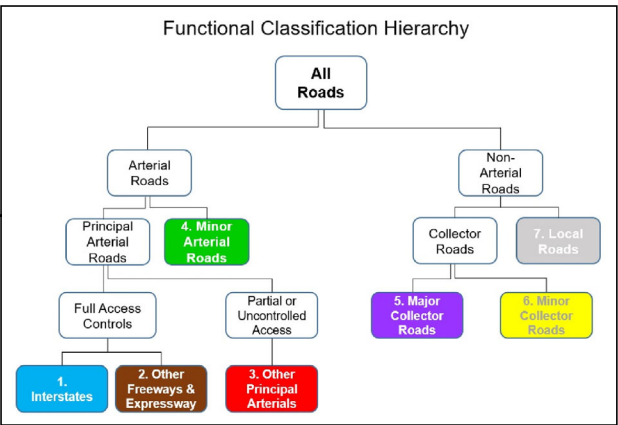 Functional Classification Hierarchy
All
Roads
Arterial
Roads
Non-
Arterial
Roads
Principal
Arterial
Roads
4. Minor
Arterial
Roads
Collector
Roads
7. Local
Roads
Full Access
Controls
Partial or
Uncontrolled
Access
5. Major
Collector
Roads
6. Minor
Collector
Roads
1.
Interstates
2. Other
Freeways &
Expressway
3. Other
Principal
Arterials